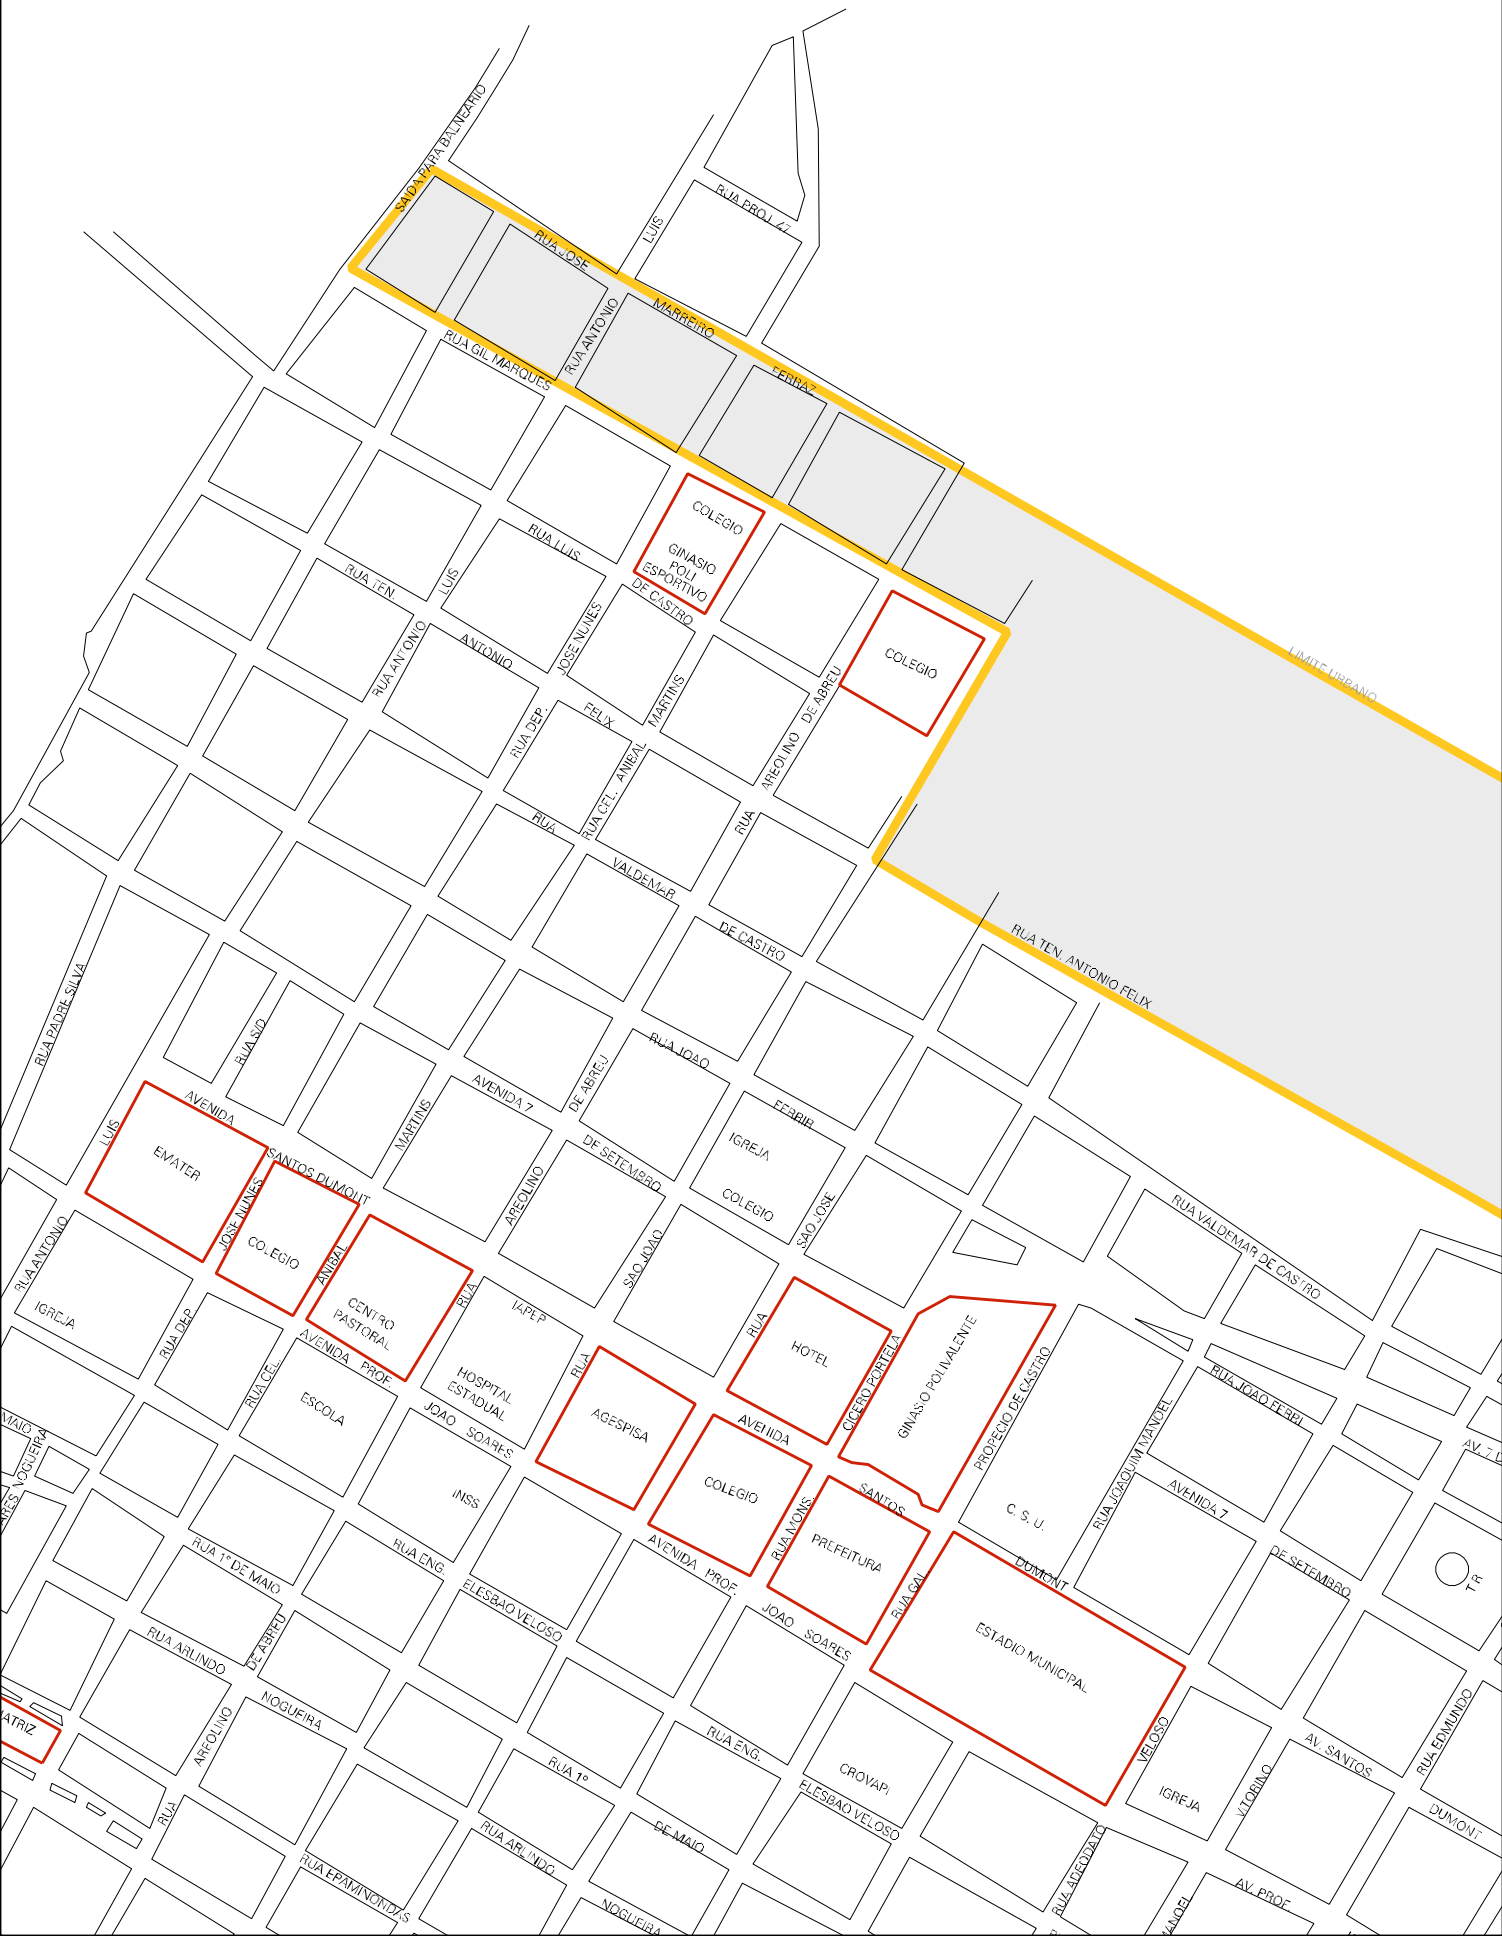 SAIDA PARA BALNEARIO
LUIS
RUA PROJ. 47
RUA JOSE
MARREIRO
FERRAZ
RUA ANTONIO
RUA GIL MARQUES
COLEGIO
GINASIO
POLI
ESPORTIVO
RUA LUIS
DE CASTRO
RUA TEN.
LUIS
JOSE NUNES
COLEGIO
LIMITE URBANO
RUA ANTONIO
ANTONIO
MARTINS
DE ABREU
FELIX
RUA DEP.
ANIBAL
AREOLINO
RUA CEL.
RUA
RUA
VALDEMAR
DE CASTRO
RUA TEN. ANTONIO FELIX
RUA PADRE SILVA
RUA S/D
RUA JOAO
DE ABREU
AVENIDA 7
AVENIDA
FERRIR
MARTINS
LUIS
IGREJA
DE SETEMBRO
EMATER
SANTOS DUMONT
AREOLINO
COLEGIO
SAO JOSE
JOSE NUNES
RUA VALDEMAR DE CASTRO
COLEGIO
SAO JOAO
RUA ANTONIO
ANIBAL
RUA
IAPEP
IGREJA
CENTRO
PASTORAL
RUA
RUA DEP.
HOTEL
CICERO PORTELA
GINASIO POLIVALENTE
AVENIDA PROF.
RUA
PROPECIO DE CASTRO
RUA JOAO FERRI.
RUA CEL.
HOSPITAL
ESTADUAL
ESCOLA
AGESPISA
AVENIDA
JOAO SOARES
MAIO
RUA JOAQUIM MANOEL
AV. 7 D
ARES NOGUEIRA
INSS
COLEGIO
SANTOS
C. S. U.
AVENIDA 7
RUA MONS.
PREFEITURA
RUA ENG.
AVENIDA PROF.
DUMONT
DE SETEMBRO
RUA 1º DE MAIO
T R
ELESBAO VELOSO
RUA GAL.
JOAO SOARES
RUA ARLINDO
DE ABREU
ESTADIO MUNICIPAL
NOGUEIRA
ATRIZ
AREOLINO
RUA ENG.
VELOSO
RUA EDMUNDO
AV. SANTOS
RUA 1º
CROVAPI
IGREJA
VITORINO
ELESBAO VELOSO
RUA
DUMONT
RUA ARLINDO
DE MAIO
RUA ADEODATO
RUA EPAMINONDAS
AV. PROF.
NOGUEIRA
ANOEL